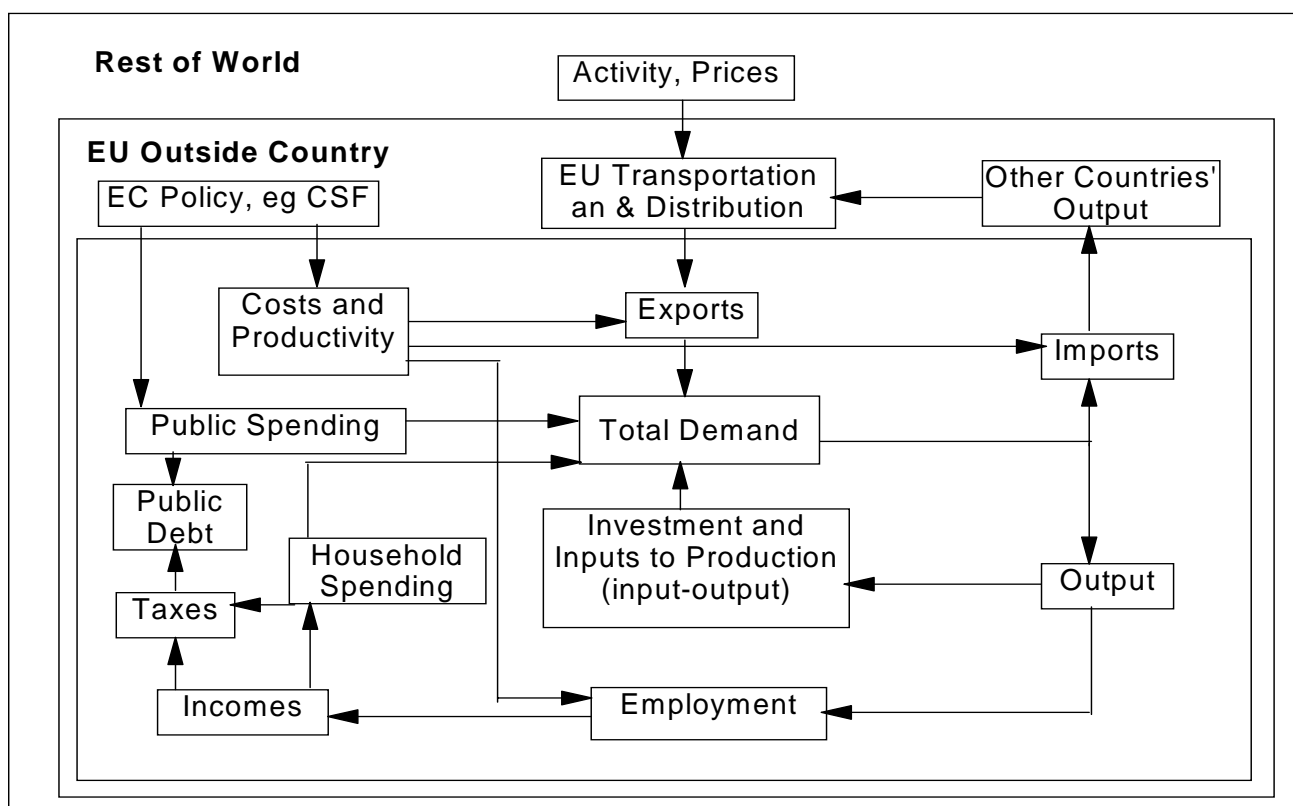 Rest of World
Activity, Prices
EU Outside Country
EC Policy, eg CSF
EU Transportation
an & Distribution
Other Countries'
Output
Costs and
Productivity
Exports
Imports
Public Spending
Total Demand
Public
Debt
Household
Spending
Investment and
Inputs to Production
(input-output)
Output
Taxes
Incomes
Employment